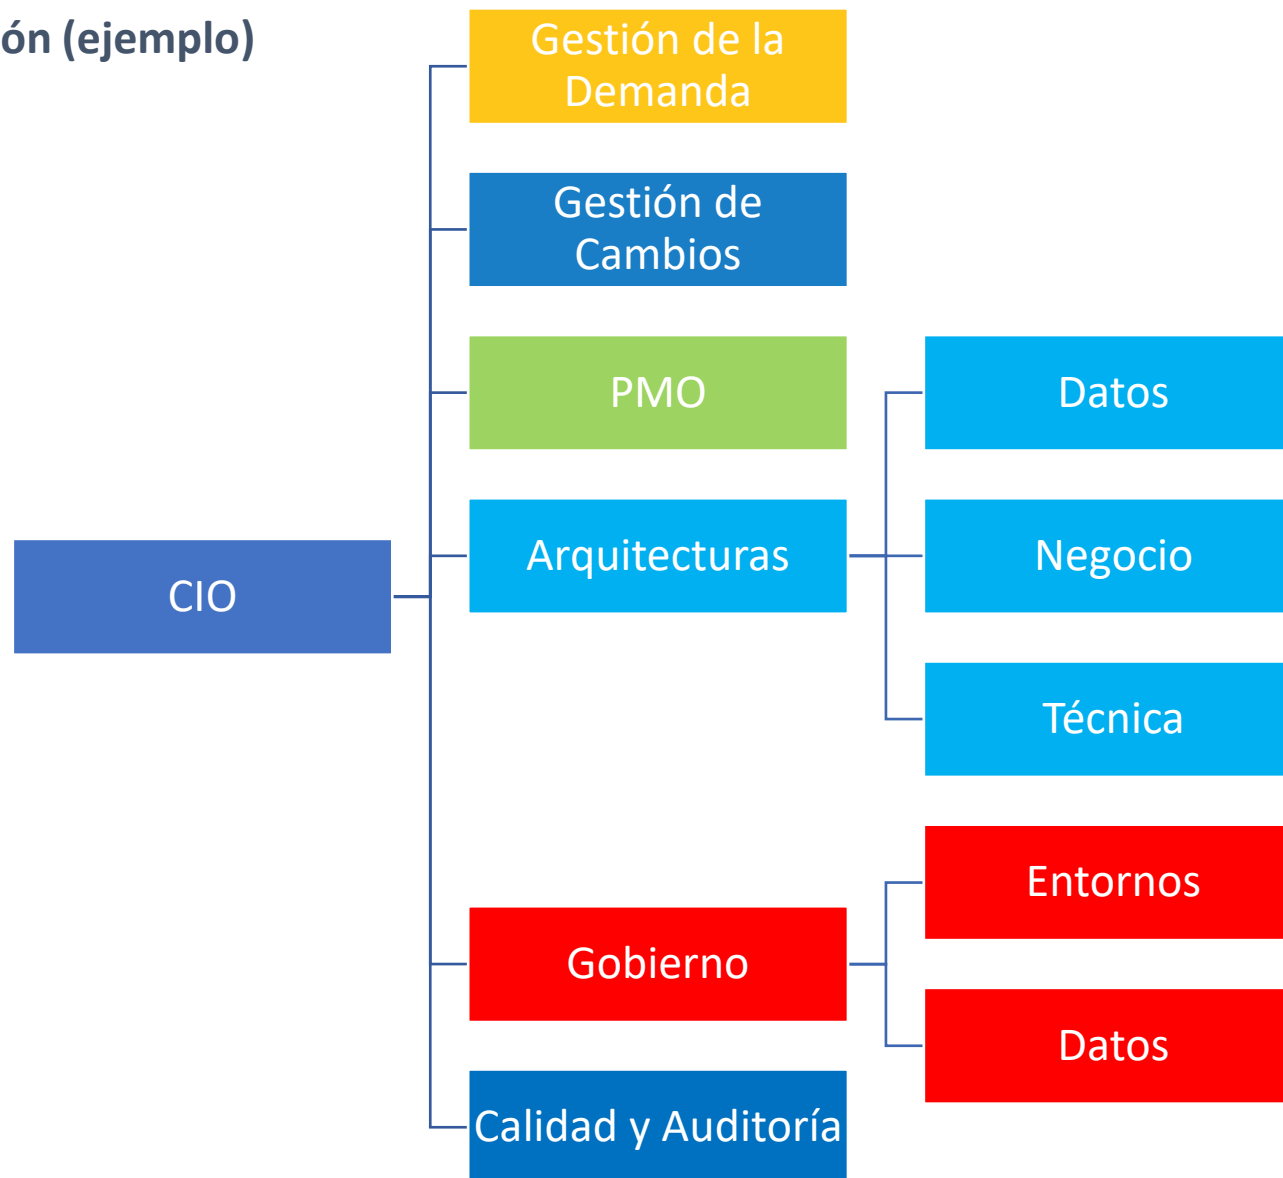 ón (ejemplo)
Gestión de la
Demanda
Gestión de
Cambios
PMO
Datos
Arquitecturas
Negocio
CIO
Técnica
Entornos
Gobierno
Datos
Calidad y Auditoría